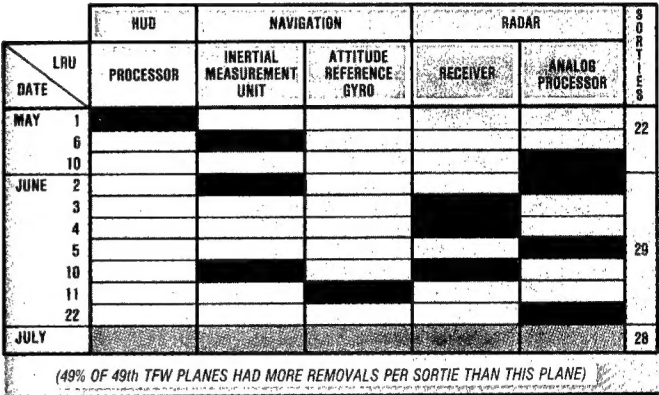 HUD NAVIGATION RADAR SORTIES
LRU
DATE
PROCESSOR INERTIAL MEASUREMENT UNIT ATTITUDE REFERENCE GYRO RECEIVER ANALOG PROCESSOR
MAY 1 22
6
10
JUNE 2
3
4
5 29
10
11
22
JULY 28
(49% OF 49th TFW PLANES HAD MORE REMOVALS PER SORTIE THAN THIS PLANE)